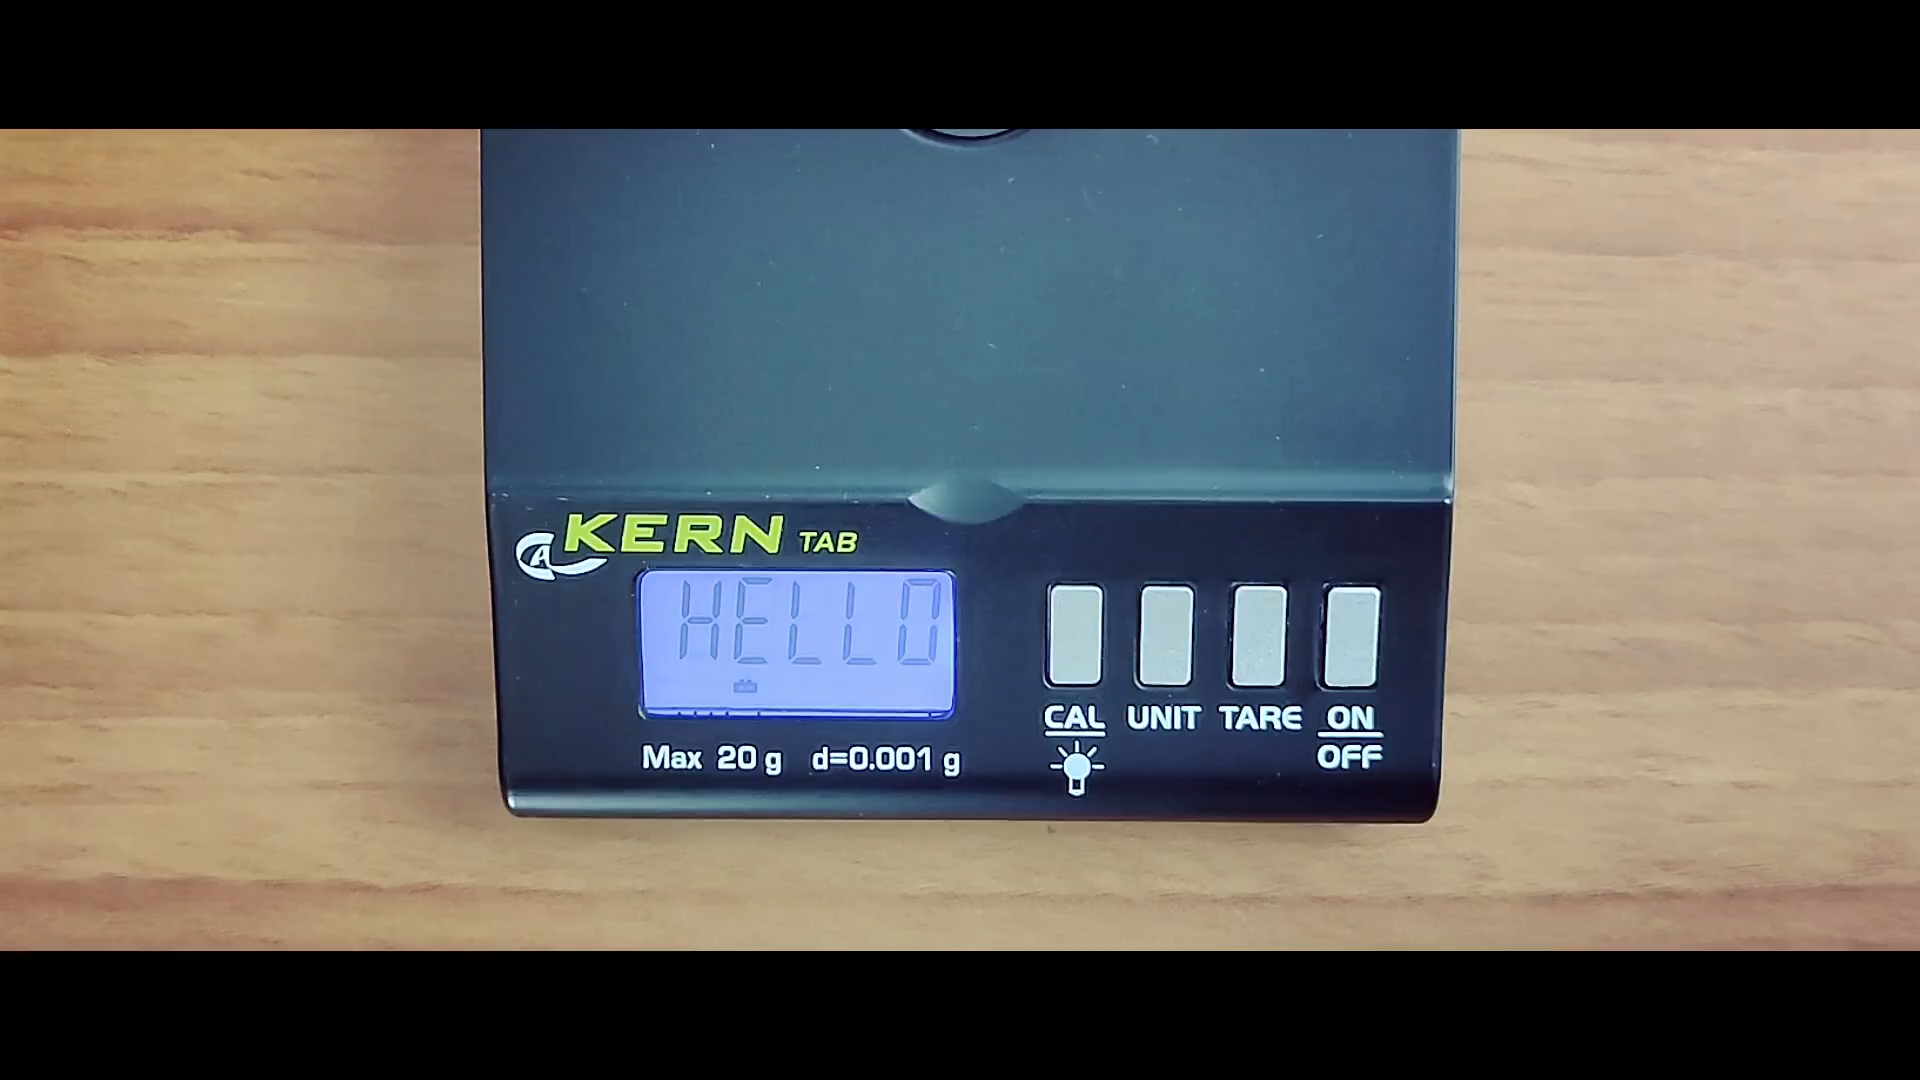 KERN TAB
HELLO
Max 20 g d=0.001 g
CAL UNIT TARE ON
OFF